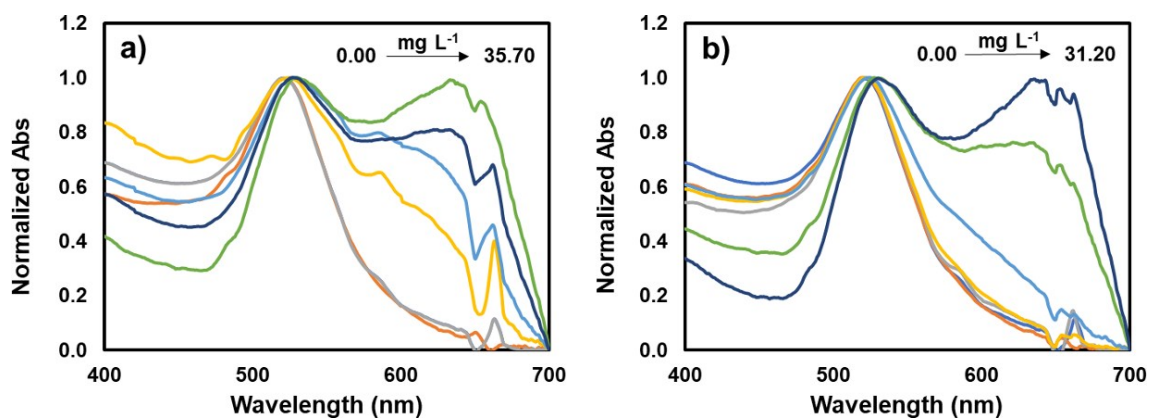 a)
mg L⁻¹
0.00 → 35.70
Normalized Abs
1.2
1.0
0.8
0.6
0.4
0.2
0.0
400 500 600 700
Wavelength (nm)
b)
mg L⁻¹
0.00 → 31.20
Normalized Abs
1.2
1.0
0.8
0.6
0.4
0.2
0.0
400 500 600 700
Wavelength (nm)